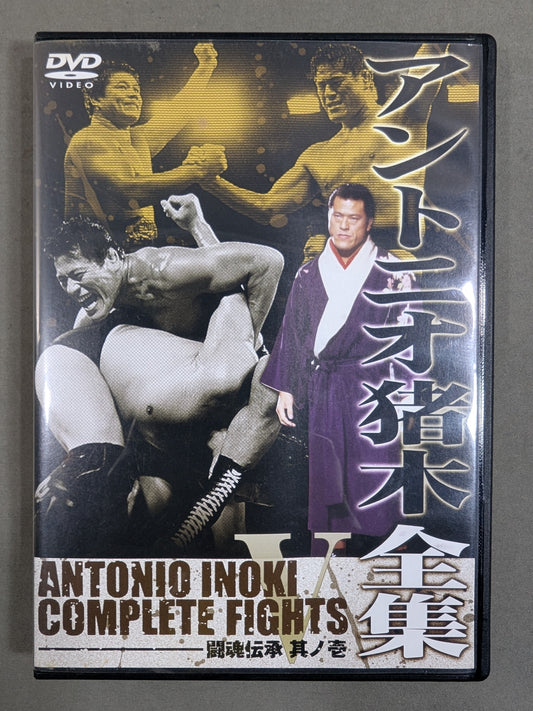 DVD
VIDEO
アントニオ猪木
全集
V
ANTONIO INOKI
COMPLETE FIGHTS
闘魂伝承 其ノ壱